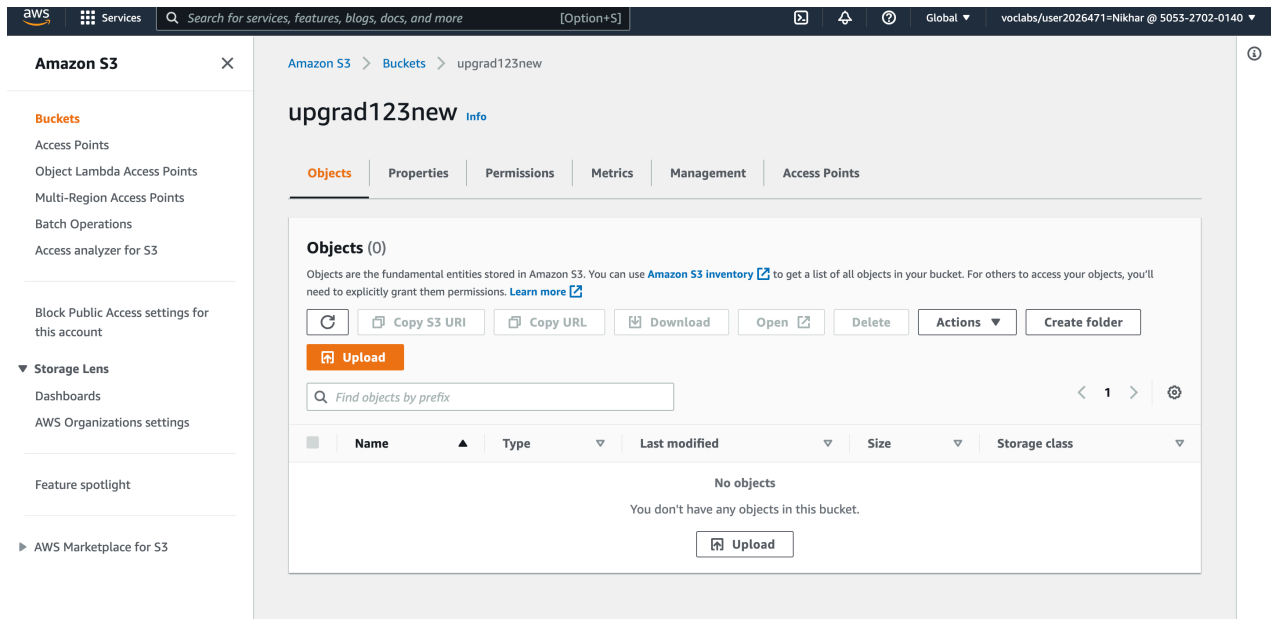 aws
Services
Search for services, features, blogs, docs, and more
[Option+S]
Global
voclabs/user2026471=Nikhar @ 5053-2702-0140
Amazon S3
Buckets
Access Points
Object Lambda Access Points
Multi-Region Access Points
Batch Operations
Access analyzer for S3
Block Public Access settings for
this account
Storage Lens
Dashboards
AWS Organizations settings
Feature spotlight
AWS Marketplace for S3
Amazon S3 > Buckets > upgrad123new
upgrad123new Info
Objects
Properties
Permissions
Metrics
Management
Access Points
Objects (0)
Objects are the fundamental entities stored in Amazon S3. You can use Amazon S3 inventory to get a list of all objects in your bucket. For others to access your objects, you'll
need to explicitly grant them permissions. Learn more
Copy S3 URI
Copy URL
Download
Open
Delete
Actions
Create folder
Upload
Find objects by prefix
1
Name
Type
Last modified
Size
Storage class
No objects
You don't have any objects in this bucket.
Upload